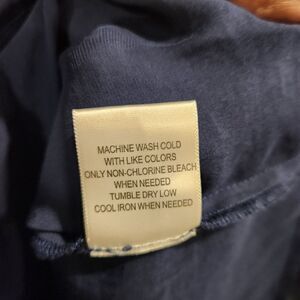 MACHINE WASH COLD
WITH LIKE COLORS
ONLY NON-CHLORINE BLEACH
WHEN NEEDED
TUMBLE DRY LOW
COOL IRON WHEN NEEDED